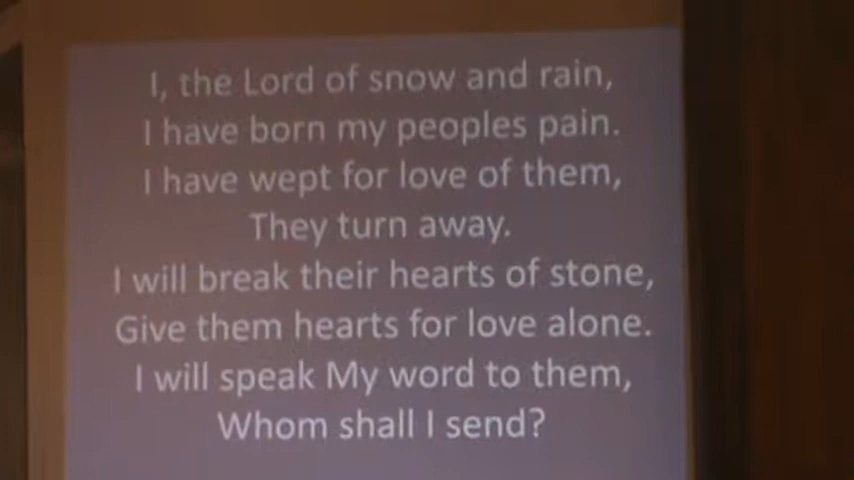 I, the Lord of snow and rain,
I have born my peoples pain.
I have wept for love of them,
They turn away.
I will break their hearts of stone,
Give them hearts for love alone.
I will speak My word to them,
Whom shall I send?